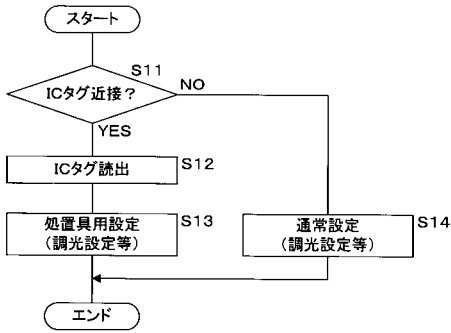 スタート
S11
ICタグ近接？
NO
YES
ICタグ読出
S12
処置具用設定
（調光設定等）
S13
通常設定
（調光設定等）
S14
エンド